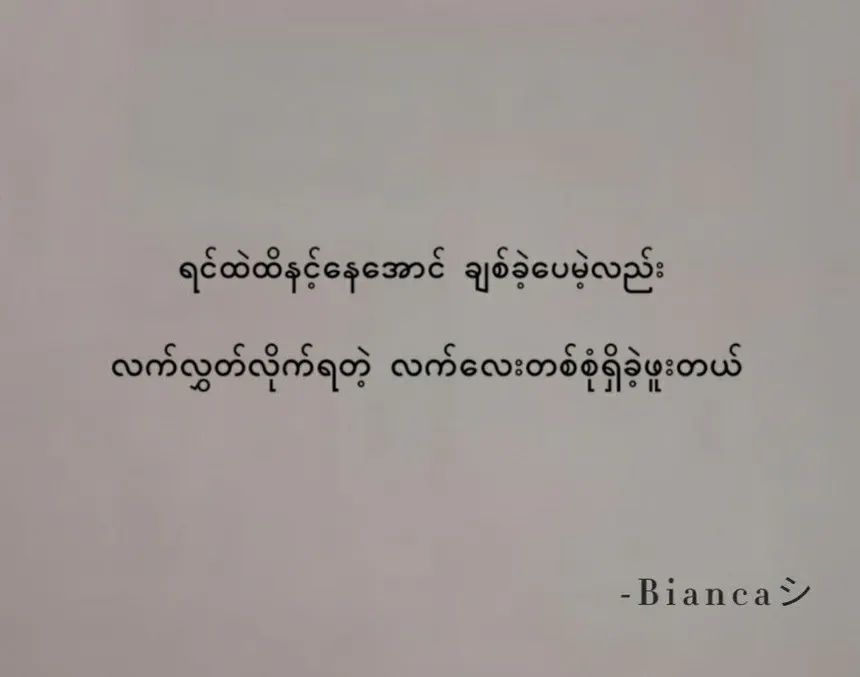 ရင်ထဲထိနင့်နေအောင် ချစ်ခဲ့ပေမဲ့လည်း
လက်လွှတ်လိုက်ရတဲ့ လက်လေးတစ်စုံရှိခဲ့ဖူးတယ်
-Biancaシ